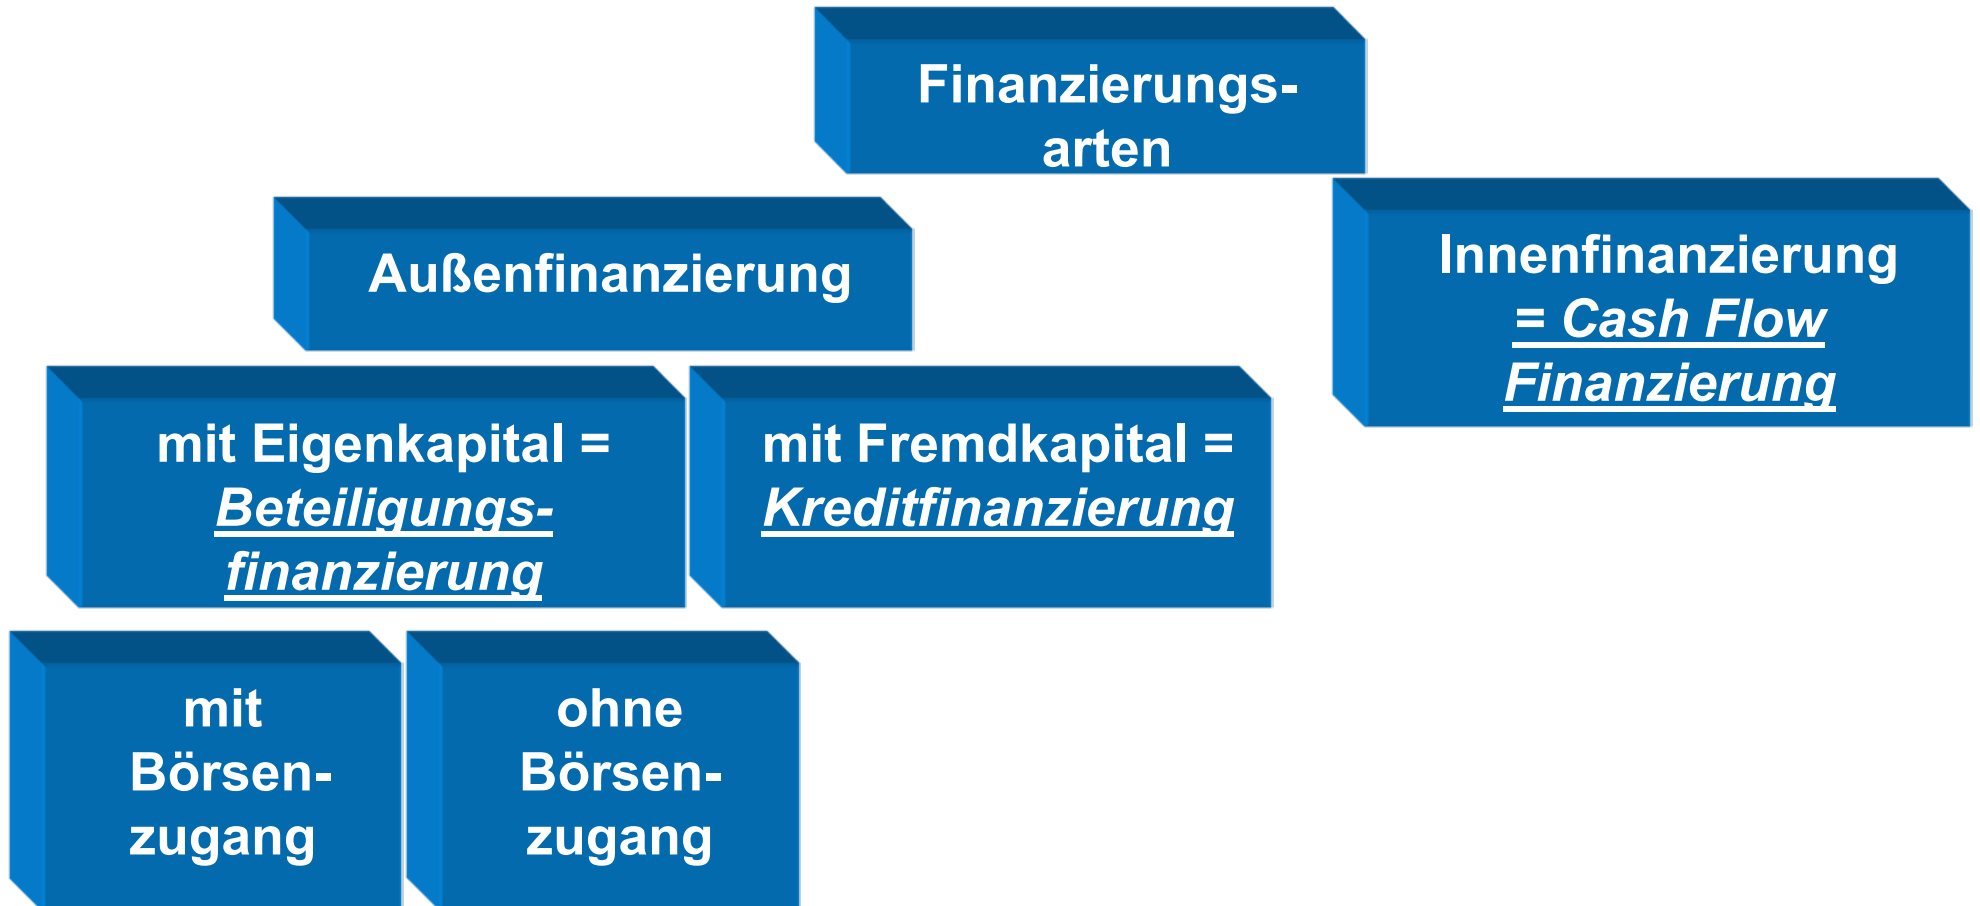 Finanzierungs-
arten
Außenfinanzierung
Innenfinanzierung
= Cash Flow
Finanzierung
mit Eigenkapital =
Beteiligungs-
finanzierung
mit Fremdkapital =
Kreditfinanzierung
mit
Börsen-
zugang
ohne
Börsen-
zugang